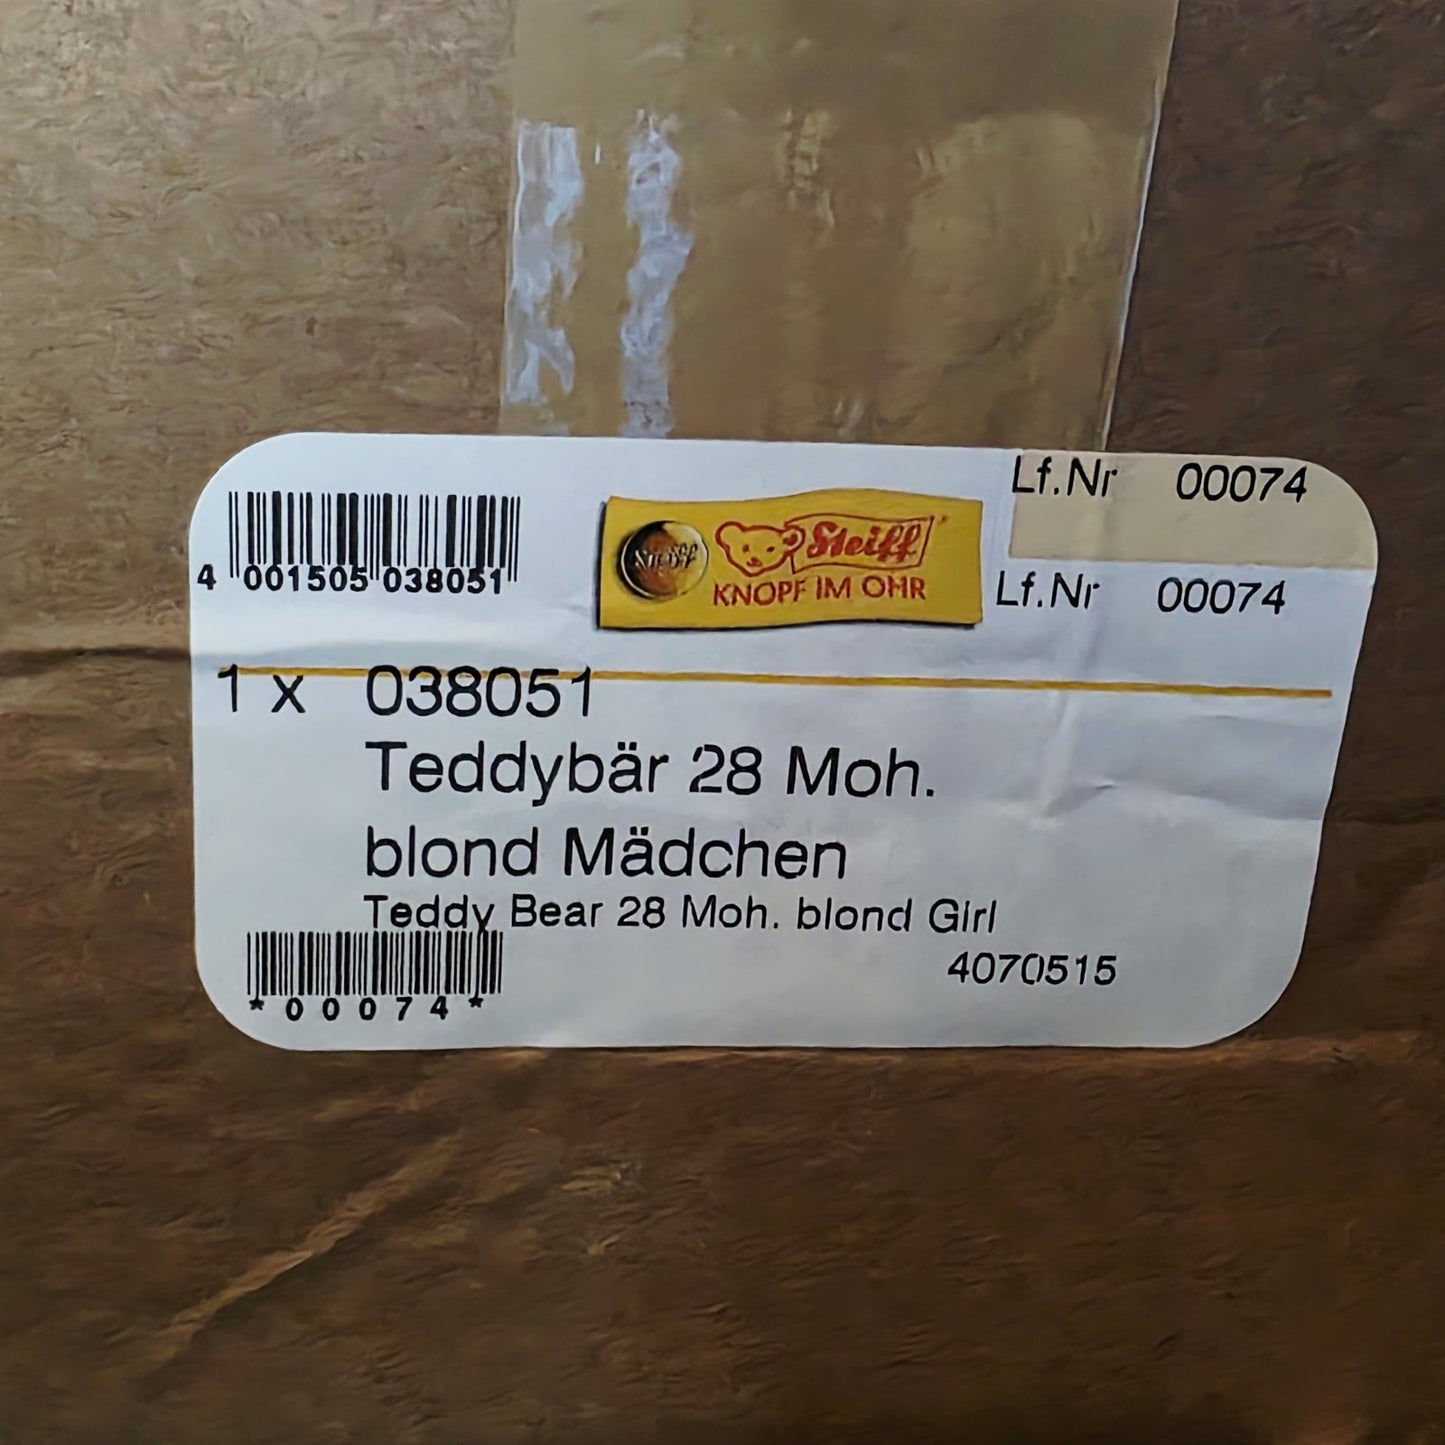 Lf.Nr 00074
4 001505 038051
Steiff
Steiff
KNOPF IM OHR
Lf.Nr 00074
1 x 038051
Teddybär 28 Moh.
blond Mädchen
Teddy Bear 28 Moh. blond Girl
4070515
*00074*